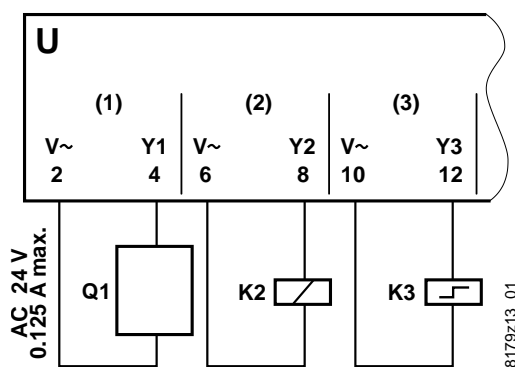 U
(1) (2) (3)
V~ Y1 V~ Y2 V~ Y3
2 4 6 8 10 12
AC 24 V
0.125 A max.
Q1 K2 K3
8179z13_01